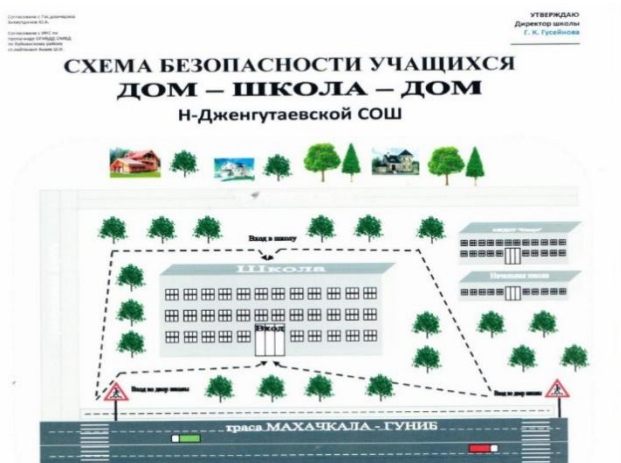 УТВЕРЖДАЮ
Директор школы
Г. К. Гусейнова
СХЕМА БЕЗОПАСНОСТИ УЧАЩИХСЯ
ДОМ – ШКОЛА – ДОМ
Н-Дженгутаевской СОШ
Вход в школу
Школа
Начальная школа
Вход
Вход во двор школы
Вход во двор школы
траса МАХАЧКАЛА - ГУНИБ